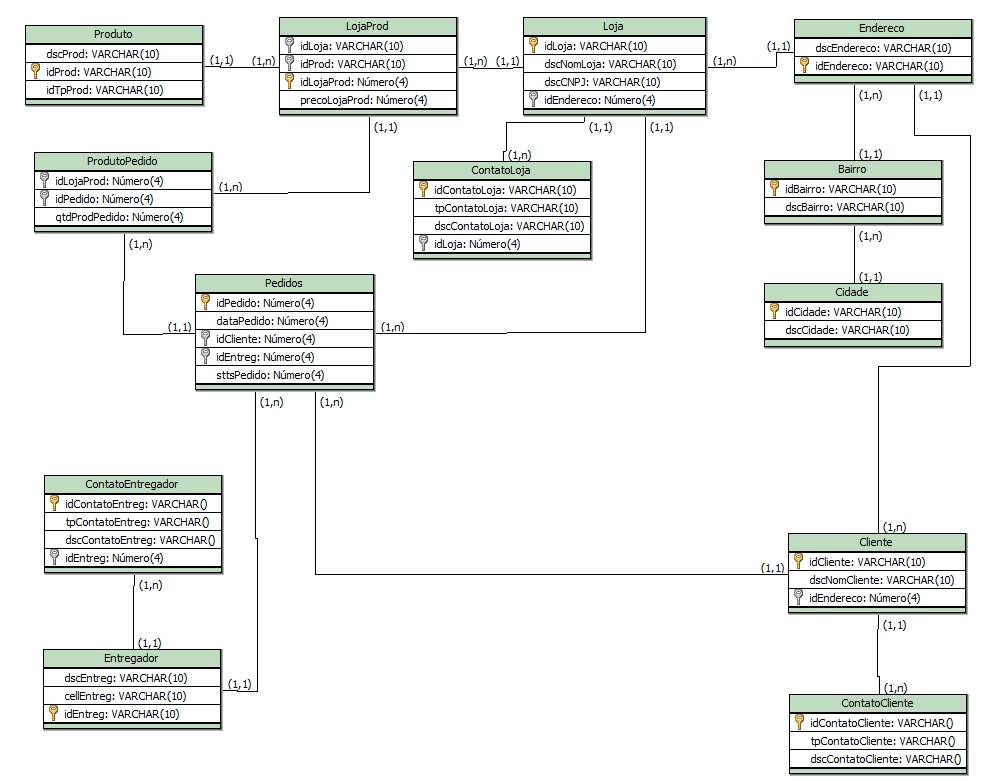 Produto
dscProd: VARCHAR(10)
idProd: VARCHAR(10)
idTpProd: VARCHAR(10)
(1,1)
(1,n)
LojaProd
idLoja: VARCHAR(10)
idProd: VARCHAR(10)
idLojaProd: Número(4)
precoLojaProd: Número(4)
(1,n)
(1,1)
Loja
idLoja: VARCHAR(10)
dscNomLoja: VARCHAR(10)
dscCNPJ: VARCHAR(10)
idEndereco: Número(4)
(1,n)
(1,1)
Endereco
dscEndereco: VARCHAR(10)
idEndereco: VARCHAR(10)
(1,n)
(1,1)
(1,1)
(1,1)
(1,1)
(1,n)
(1,1)
ProdutoPedido
idLojaProd: Número(4)
idPedido: Número(4)
qtdProdPedido: Número(4)
(1,n)
(1,n)
ContatoLoja
idContatoLoja: VARCHAR(10)
tpContatoLoja: VARCHAR(10)
dscContatoLoja: VARCHAR(10)
idLoja: Número(4)
Bairro
idBairro: VARCHAR(10)
dscBairro: VARCHAR(10)
(1,n)
(1,1)
Cidade
idCidade: VARCHAR(10)
dscCidade: VARCHAR(10)
Pedidos
idPedido: Número(4)
dataPedido: Número(4)
idCliente: Número(4)
idEntreg: Número(4)
sttsPedido: Número(4)
(1,1)
(1,n)
(1,n)
(1,n)
ContatoEntregador
idContatoEntreg: VARCHAR()
tpContatoEntreg: VARCHAR()
dscContatoEntreg: VARCHAR()
idEntreg: Número(4)
(1,n)
(1,1)
Entregador
dscEntreg: VARCHAR(10)
cellEntreg: VARCHAR(10)
idEntreg: VARCHAR(10)
(1,1)
(1,n)
Cliente
idCliente: VARCHAR(10)
dscNomCliente: VARCHAR(10)
idEndereco: Número(4)
(1,1)
(1,1)
(1,n)
ContatoCliente
idContatoCliente: VARCHAR()
tpContatoCliente: VARCHAR()
dscContatoCliente: VARCHAR()